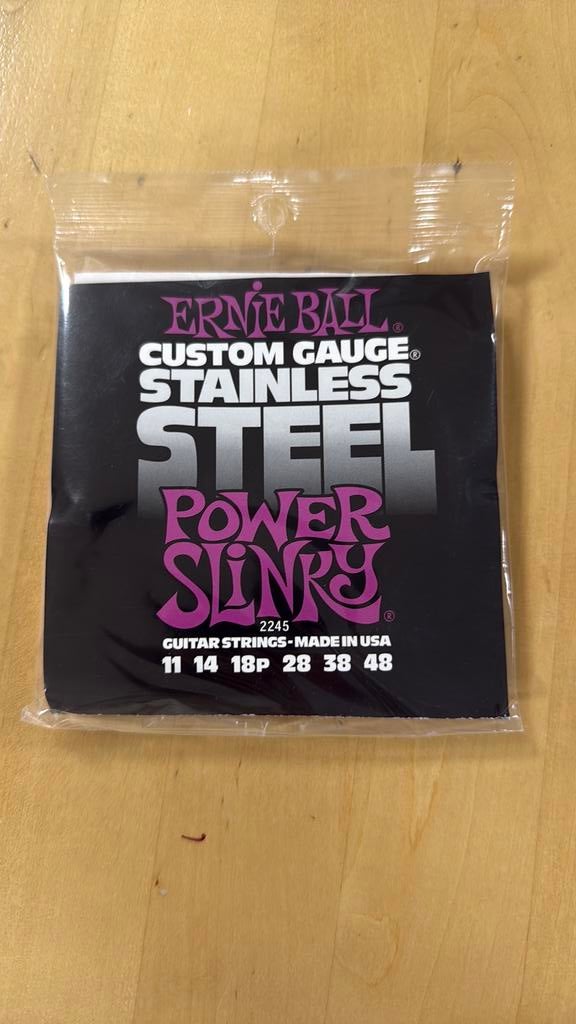 ERNIE BALL®
CUSTOM GAUGE®
STAINLESS
STEEL
POWER
SLINKY®
2245
GUITAR STRINGS-MADE IN USA
11 14 18P 28 38 48